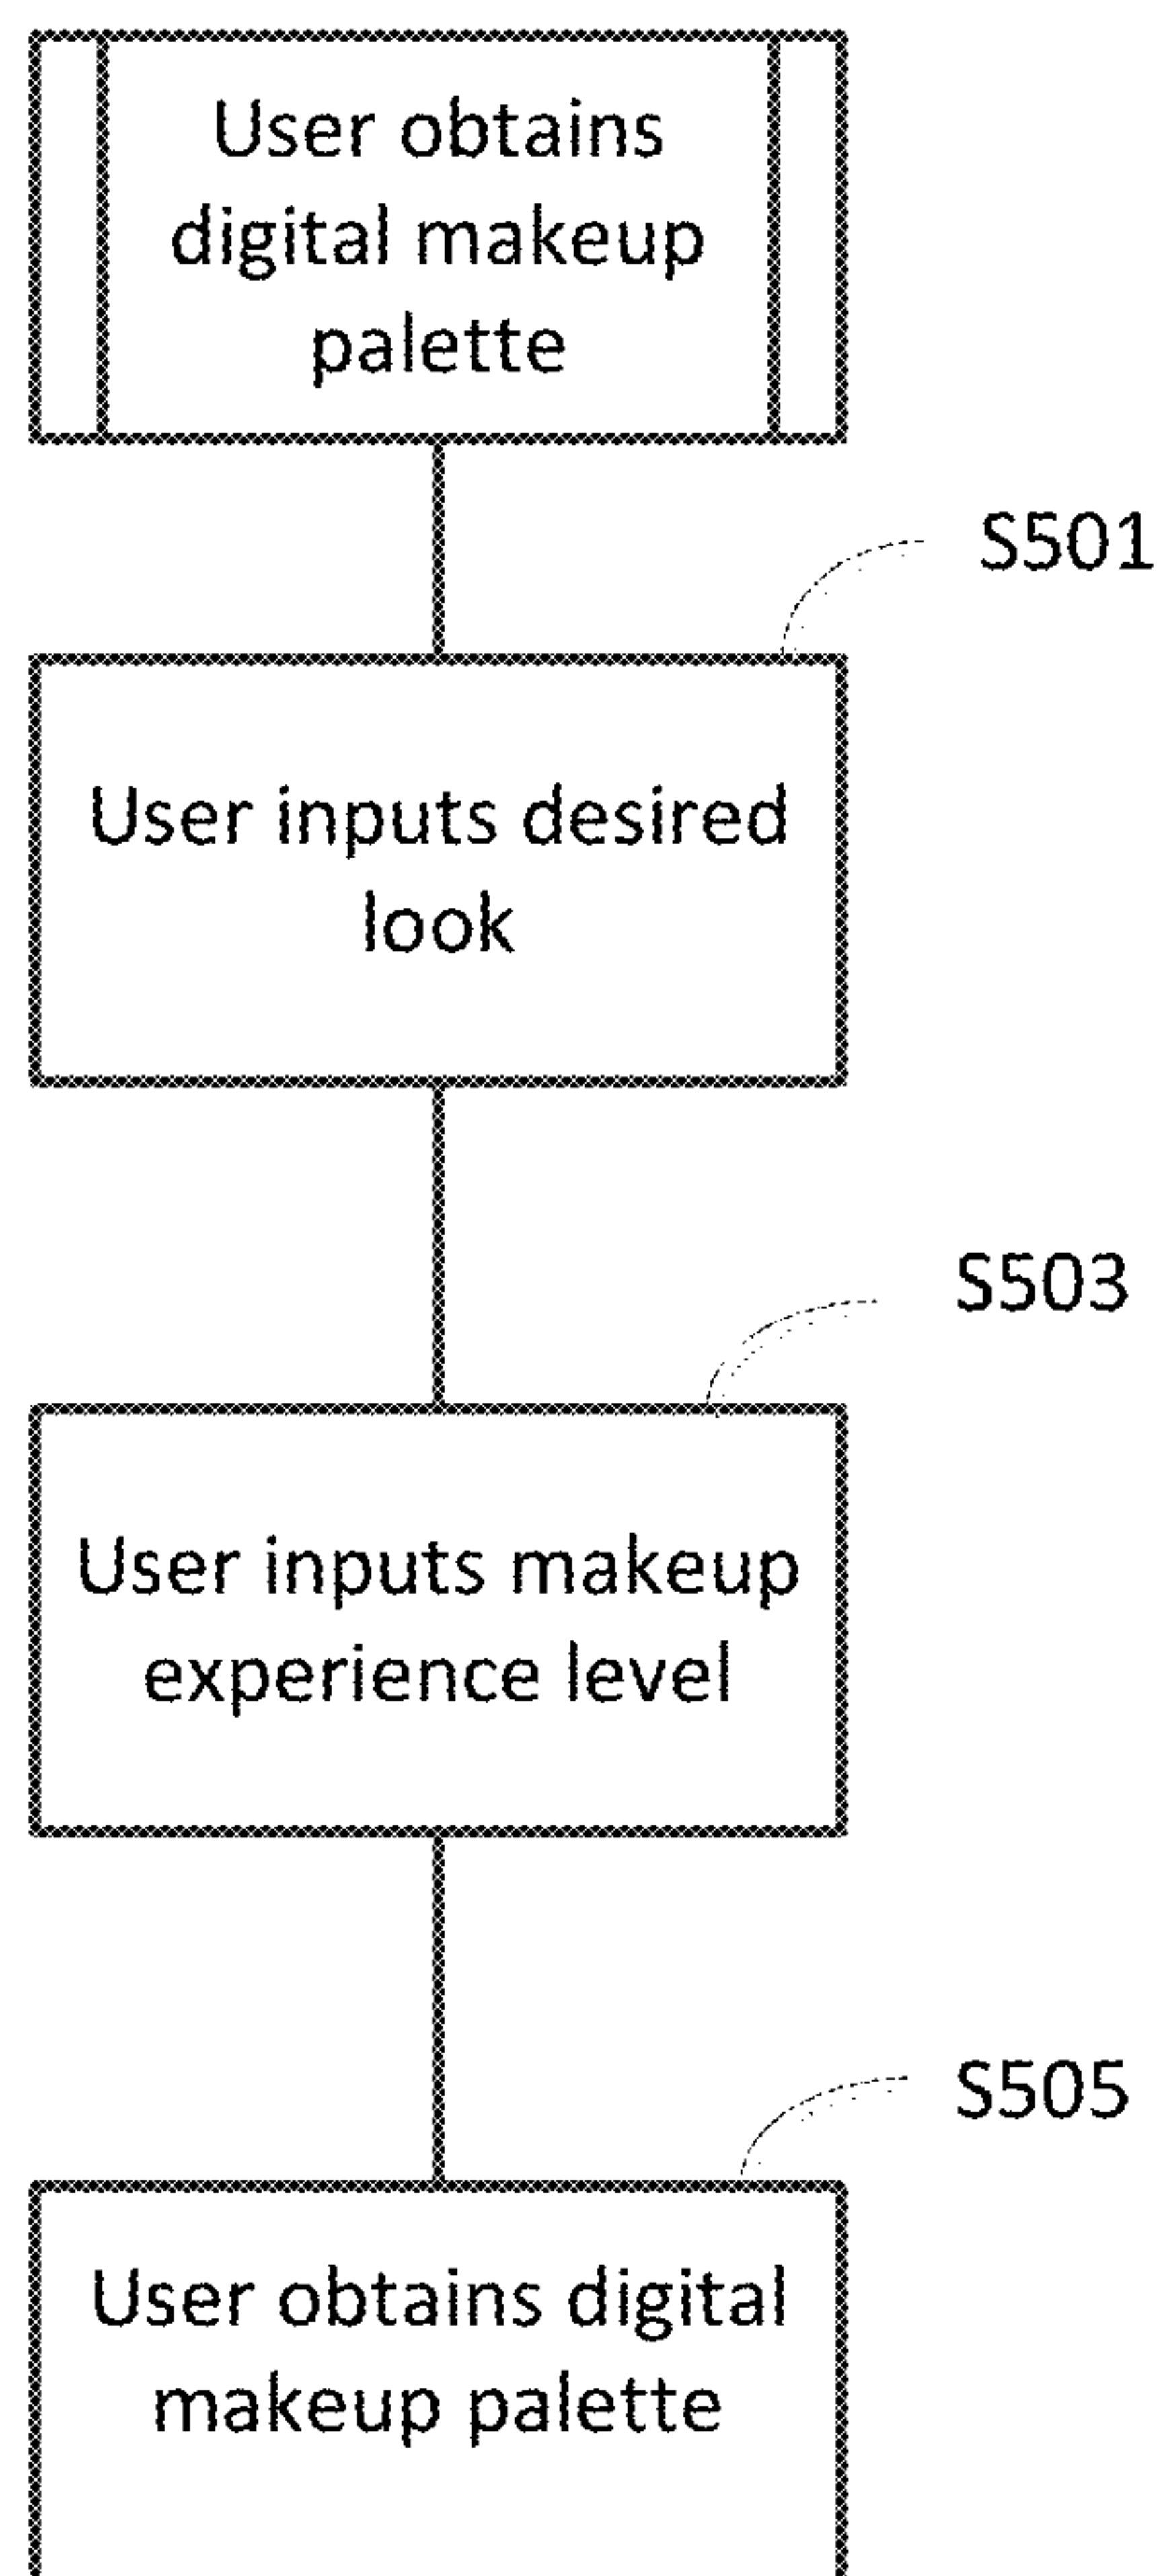 User obtains
digital makeup
palette
S501
User inputs desired
look
S503
User inputs makeup
experience level
S505
User obtains digital
makeup palette